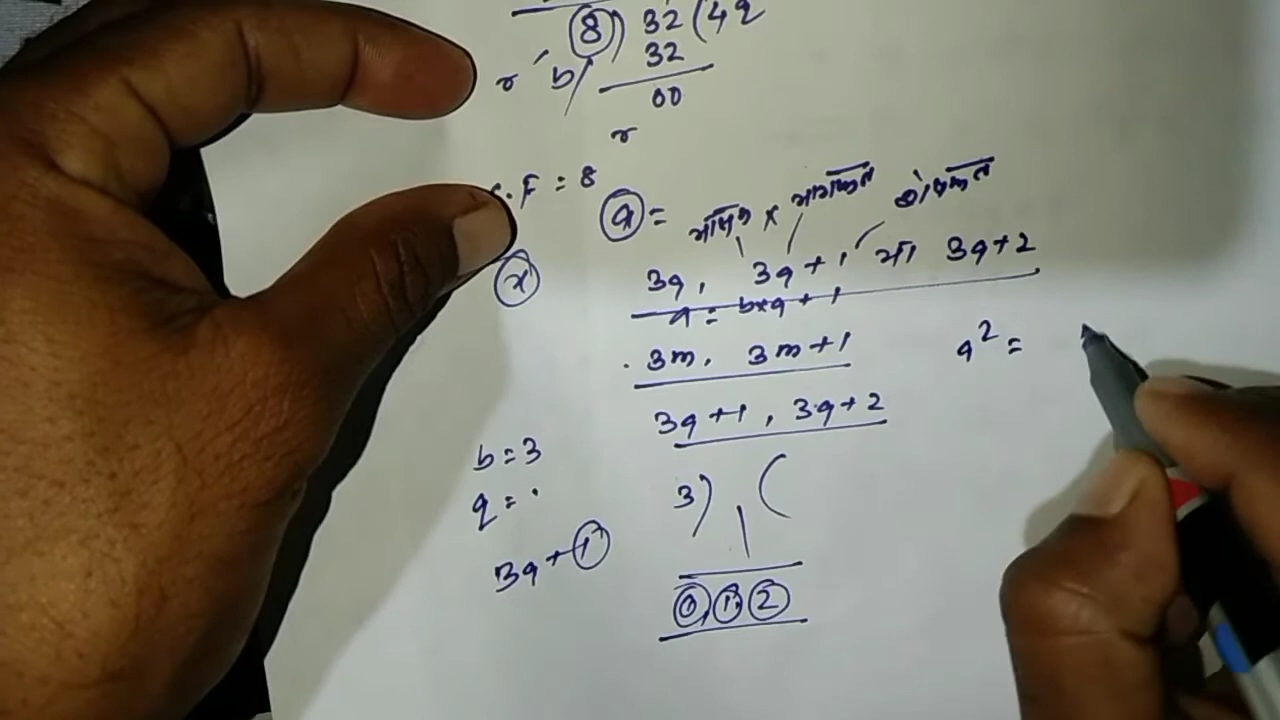 8) 32 (4 q
b 32
r 00
r
F = 8
a = भाजक × भागफल
x
3q, 3q+1 या 3q+2
a = b×q + 1
3m, 3m+1
a² =
3q+1, 3q+2
b = 3
q =
3) (
3q+1
0, 1, 2